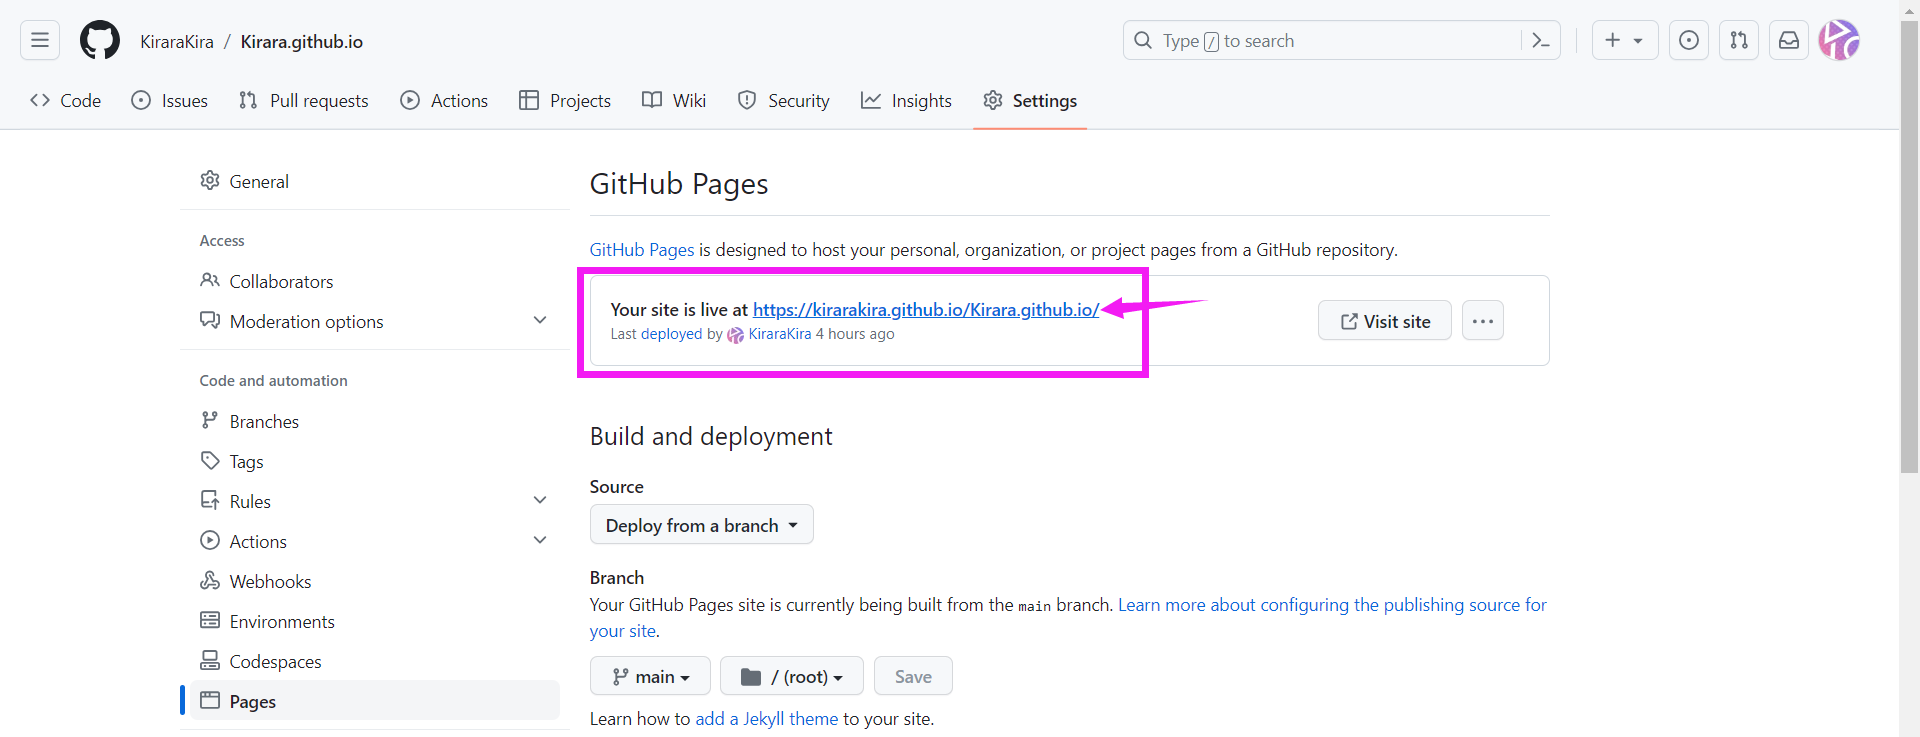 KiraraKira / Kirara.github.io
Type / to search
Code
Issues
Pull requests
Actions
Projects
Wiki
Security
Insights
Settings
General
Access
Collaborators
Moderation options
Code and automation
Branches
Tags
Rules
Actions
Webhooks
Environments
Codespaces
Pages
GitHub Pages
GitHub Pages is designed to host your personal, organization, or project pages from a GitHub repository.
Your site is live at https://kirarakira.github.io/Kirara.github.io/
Last deployed by KiraraKira 4 hours ago
Visit site
Build and deployment
Source
Deploy from a branch
Branch
Your GitHub Pages site is currently being built from the main branch. Learn more about configuring the publishing source for
your site.
main
/ (root)
Save
Learn how to add a Jekyll theme to your site.